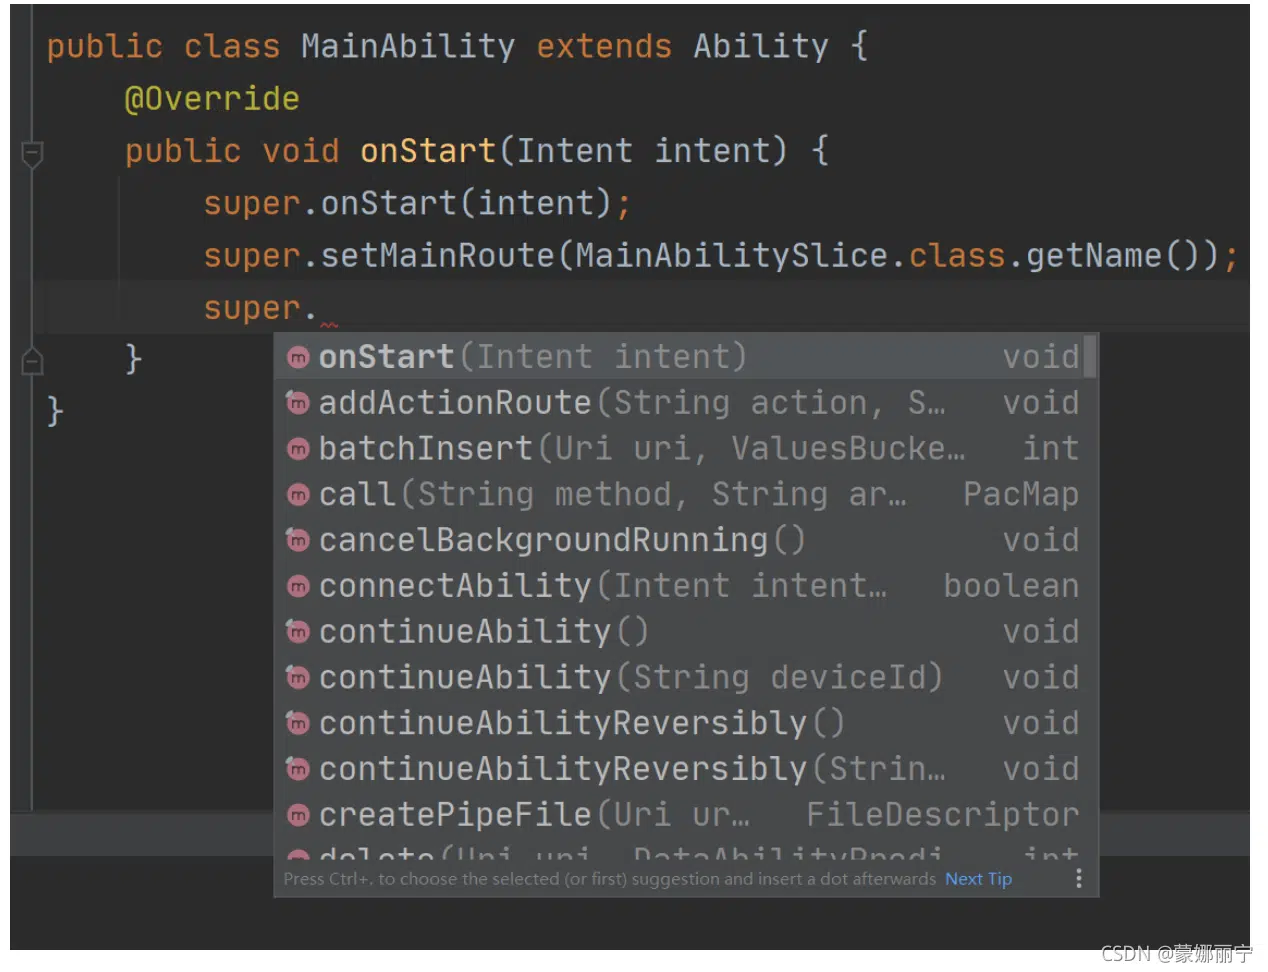 public class MainAbility extends Ability {
@Override
public void onStart(Intent intent) {
super.onStart(intent);
super.setMainRoute(MainAbilitySlice.class.getName());
super.
}
}
onStart(Intent intent) void
addActionRoute(String action, S… void
batchInsert(Uri uri, ValuesBucke… int
call(String method, String ar… PacMap
cancelBackgroundRunning() void
connectAbility(Intent intent… boolean
continueAbility() void
continueAbility(String deviceId) void
continueAbilityReversibly() void
continueAbilityReversibly(Strin… void
createPipeFile(Uri ur… FileDescriptor
delete(Uri uri, DataAbilityPredi… int
Press Ctrl+. to choose the selected (or first) suggestion and insert a dot afterwards Next Tip
CSDN @蒙娜丽宁